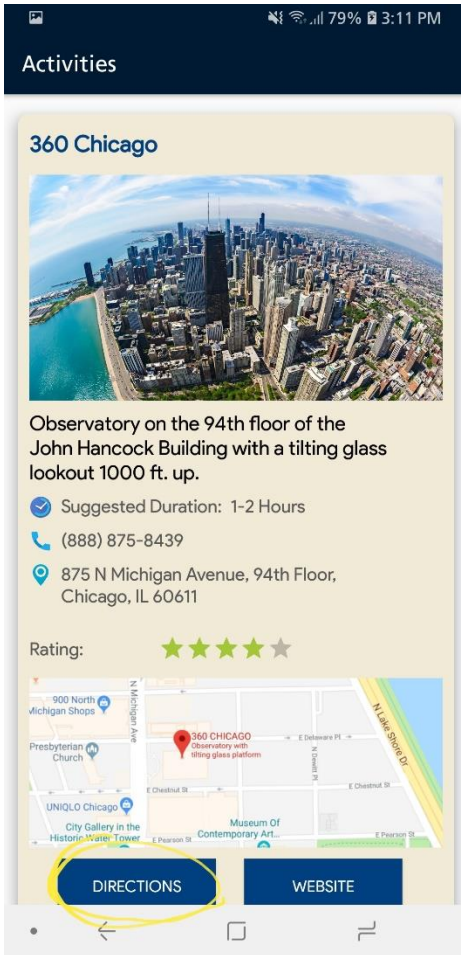 79% 3:11 PM
Activities
360 Chicago
Observatory on the 94th floor of the
John Hancock Building with a tilting glass
lookout 1000 ft. up.
Suggested Duration: 1-2 Hours
(888) 875-8439
875 N Michigan Avenue, 94th Floor,
Chicago, IL 60611
Rating:
900 North
Michigan Shops
N Michigan Ave
N Lake Shore Dr
360 CHICAGO
Observatory with
tilting glass platform
E Delaware Pl
N Dewitt Pl
Presbyterian
Church
E Chestnut St
E Chestnut St
UNIQLO Chicago
City Gallery in the
Historic Water Tower
E Pearson St
Museum Of
Contemporary Art...
E Pearson St
DIRECTIONS
WEBSITE